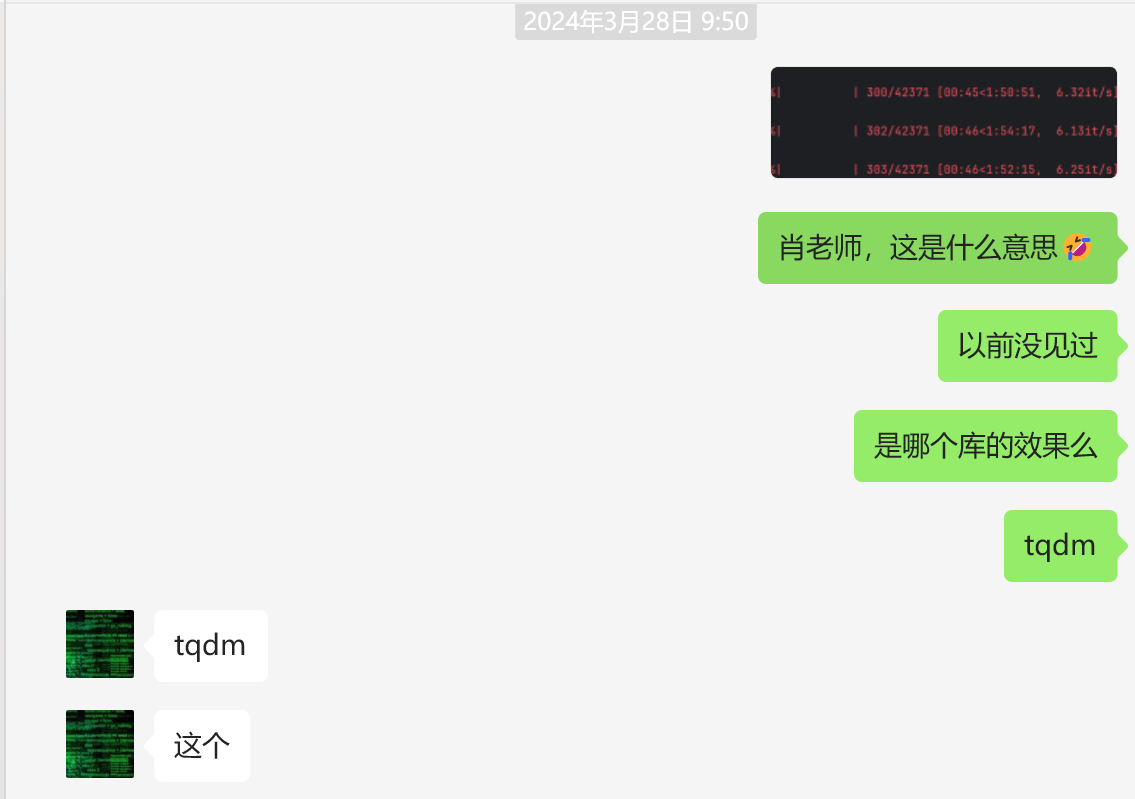 2024年3月28日 9:50
%| | 300/42371 [00:45<1:50:51, 6.32it/s]
%| | 302/42371 [00:46<1:54:17, 6.13it/s]
%| | 303/42371 [00:46<1:52:15, 6.25it/s]
肖老师，这是什么意思🤣
以前没见过
是哪个库的效果么
tqdm
tqdm
这个